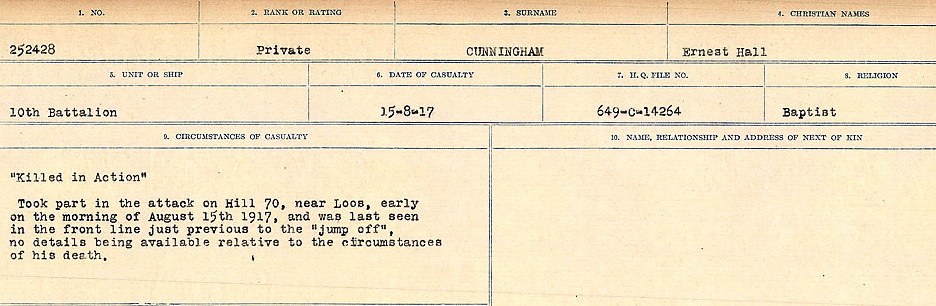 1. NO. 2. RANK OR RATING 3. SURNAME 4. CHRISTIAN NAMES
252428 Private CUNNINGHAM Ernest Hall
5. UNIT OR SHIP 6. DATE OF CASUALTY 7. H. Q. FILE NO. 8. RELIGION
10th Battalion 15-8-17 649-C-14264 Baptist
9. CIRCUMSTANCES OF CASUALTY 10. NAME, RELATIONSHIP AND ADDRESS OF NEXT OF KIN
"Killed in Action"
Took part in the attack on Hill 70, near Loos, early
on the morning of August 15th 1917, and was last seen
in the front line just previous to the "jump off",
no details being available relative to the circumstances
of his death.